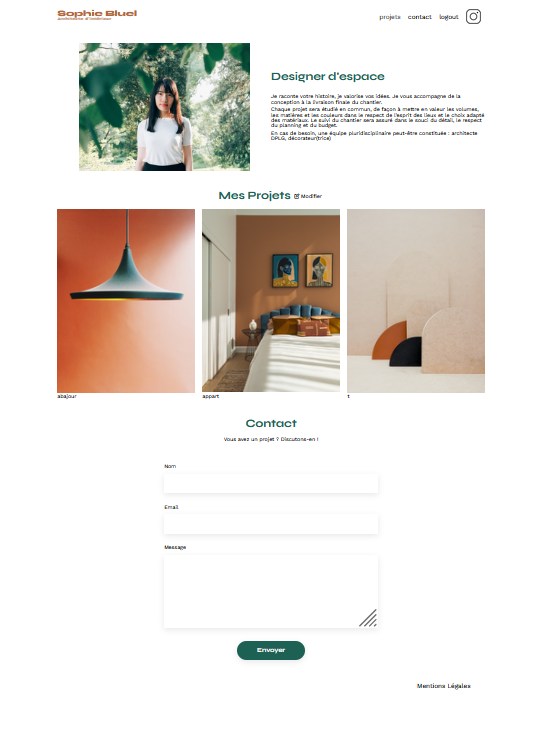 Sophie Bluel
Architecte d'intérieur
projets contact logout
Designer d'espace
Je raconte votre histoire, je valorise vos idées. Je vous accompagne de la
conception à la livraison finale du chantier.
Chaque projet sera étudié en commun, de façon à mettre en valeur les volumes,
les matières et les couleurs dans le respect de l'esprit des lieux et le choix adapté
des matériaux. Le suivi du chantier sera assuré dans le souci du détail, le respect
du planning et du budget.
En cas de besoin, une équipe pluridisciplinaire peut-être constituée : architecte
DPLG, décorateur(trice)
Mes Projets Modifier
abajour
appart
t
Contact
Vous avez un projet ? Discutons-en !
Nom
Email
Message
Envoyer
Mentions Légales